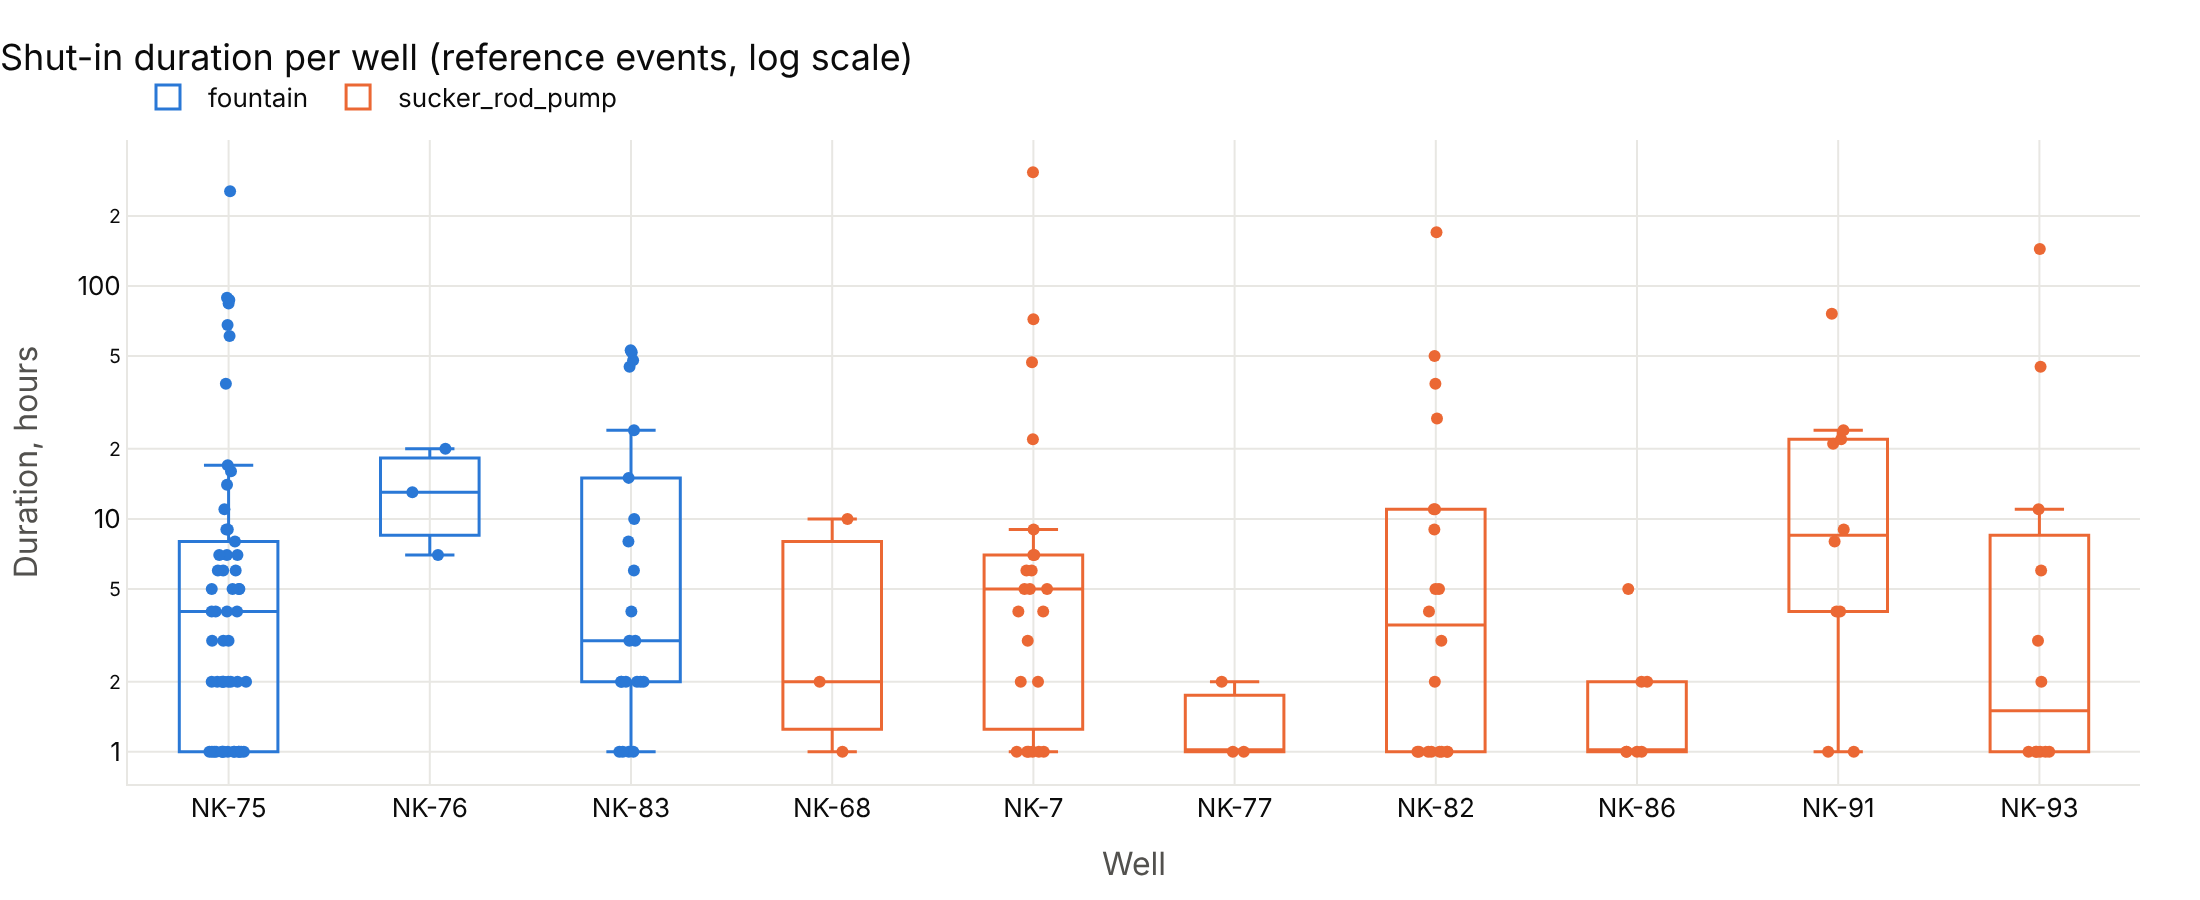 Shut-in duration per well (reference events, log scale)
fountain sucker_rod_pump
2
100
5
2
10
5
2
1
Duration, hours
NK-75 NK-76 NK-83 NK-68 NK-7 NK-77 NK-82 NK-86 NK-91 NK-93
Well